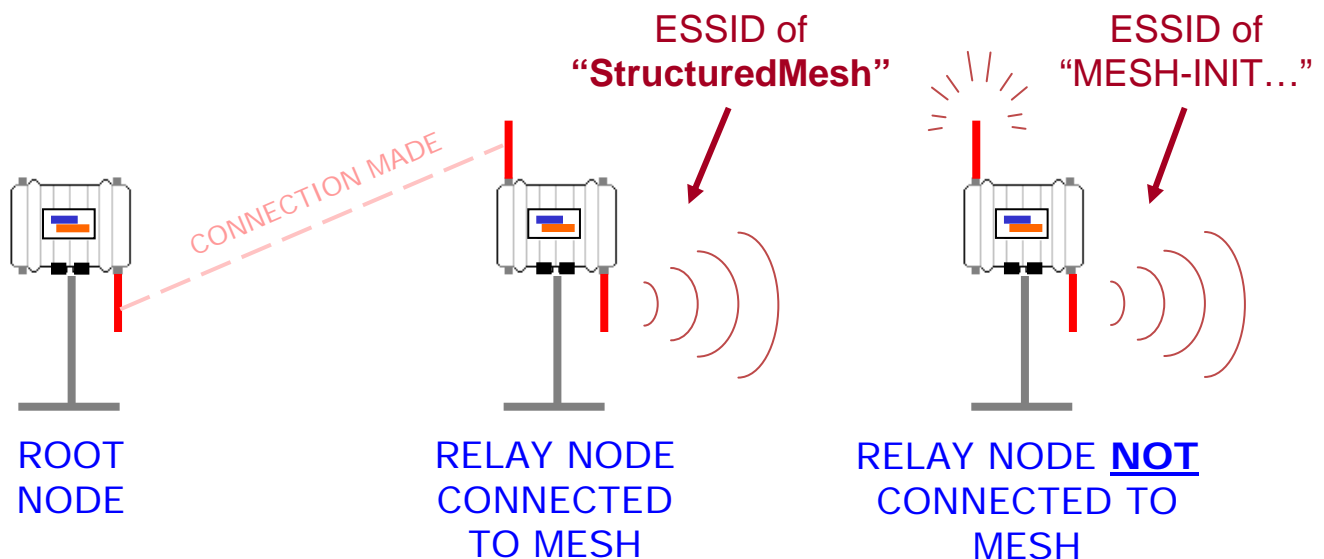 ESSID of
“StructuredMesh”
ESSID of
“MESH-INIT…”
CONNECTION MADE
ROOT
NODE
RELAY NODE
CONNECTED
TO MESH
RELAY NODE NOT
CONNECTED TO
MESH